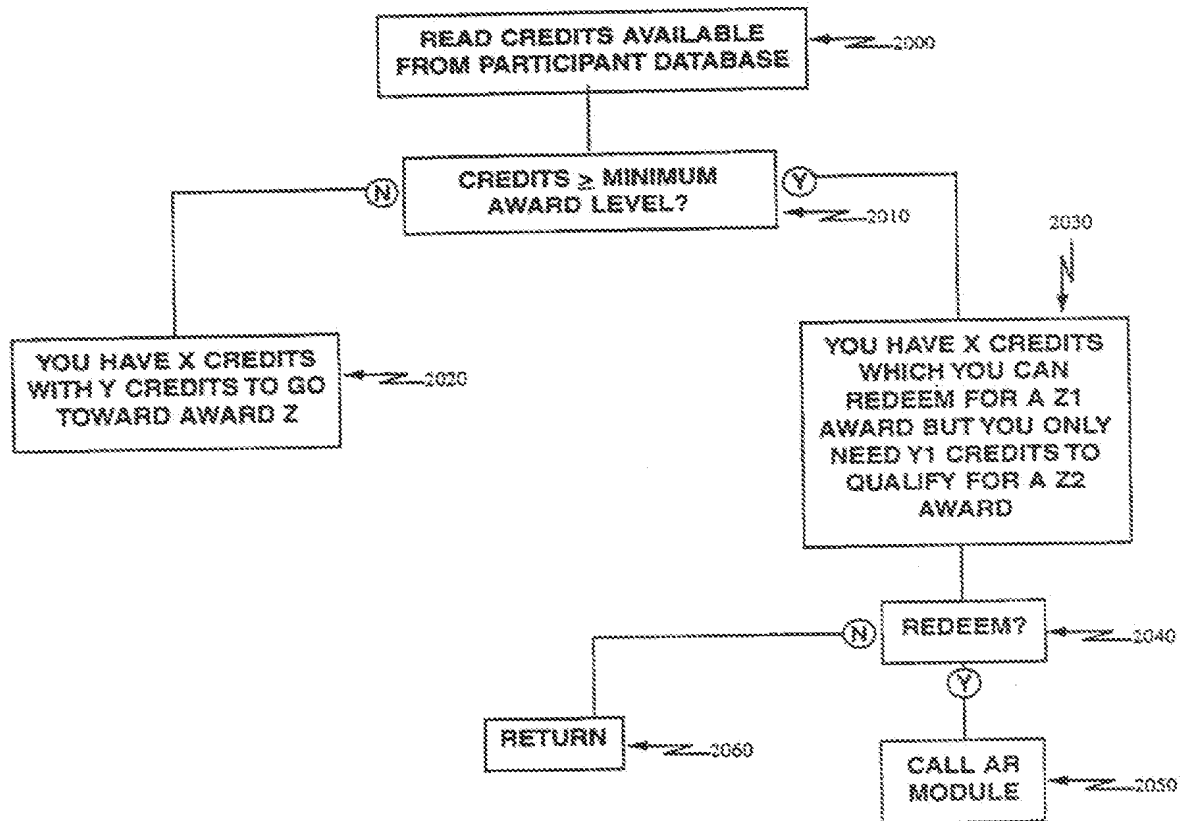 READ CREDITS AVAILABLE
FROM PARTICIPANT DATABASE
2000
CREDITS ≥ MINIMUM
AWARD LEVEL?
N
Y
2010
2030
YOU HAVE X CREDITS
WITH Y CREDITS TO GO
TOWARD AWARD Z
2020
YOU HAVE X CREDITS
WHICH YOU CAN
REDEEM FOR A Z1
AWARD BUT YOU ONLY
NEED Y1 CREDITS TO
QUALIFY FOR A Z2
AWARD
REDEEM?
N
2040
Y
RETURN
2060
CALL AR
MODULE
2050